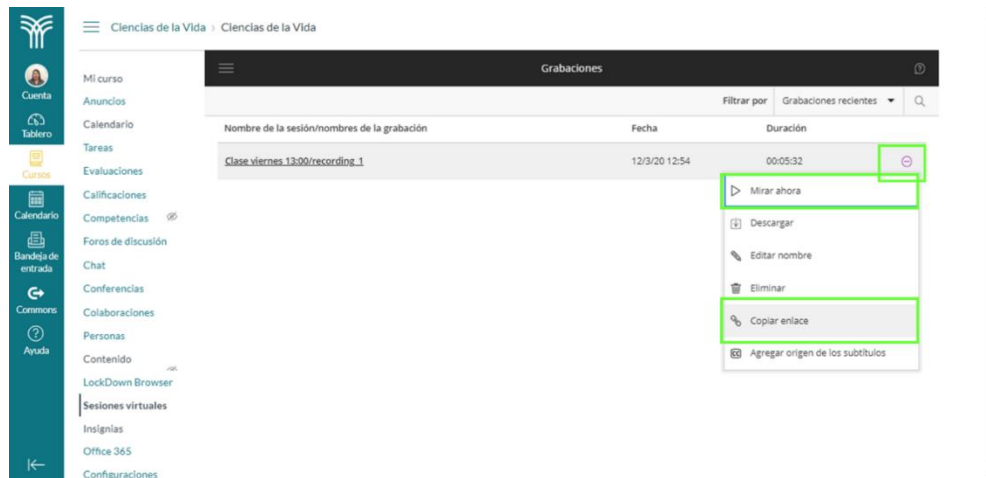 Ciencias de la Vida › Ciencias de la Vida
Cuenta
Tablero
Cursos
Calendario
Bandeja de
entrada
Commons
Ayuda
Mi curso
Anuncios
Calendario
Tareas
Evaluaciones
Calificaciones
Competencias
Foros de discusión
Chat
Conferencias
Colaboraciones
Personas
Contenido
LockDown Browser
Sesiones virtuales
Insignias
Office 365
Configuraciones
Grabaciones
Filtrar por Grabaciones recientes
Nombre de la sesión/nombres de la grabación Fecha Duración
Clase viernes 13:00/recording_1 12/3/20 12:54 00:05:32
Mirar ahora
Descargar
Editar nombre
Eliminar
Copiar enlace
CC Agregar origen de los subtítulos